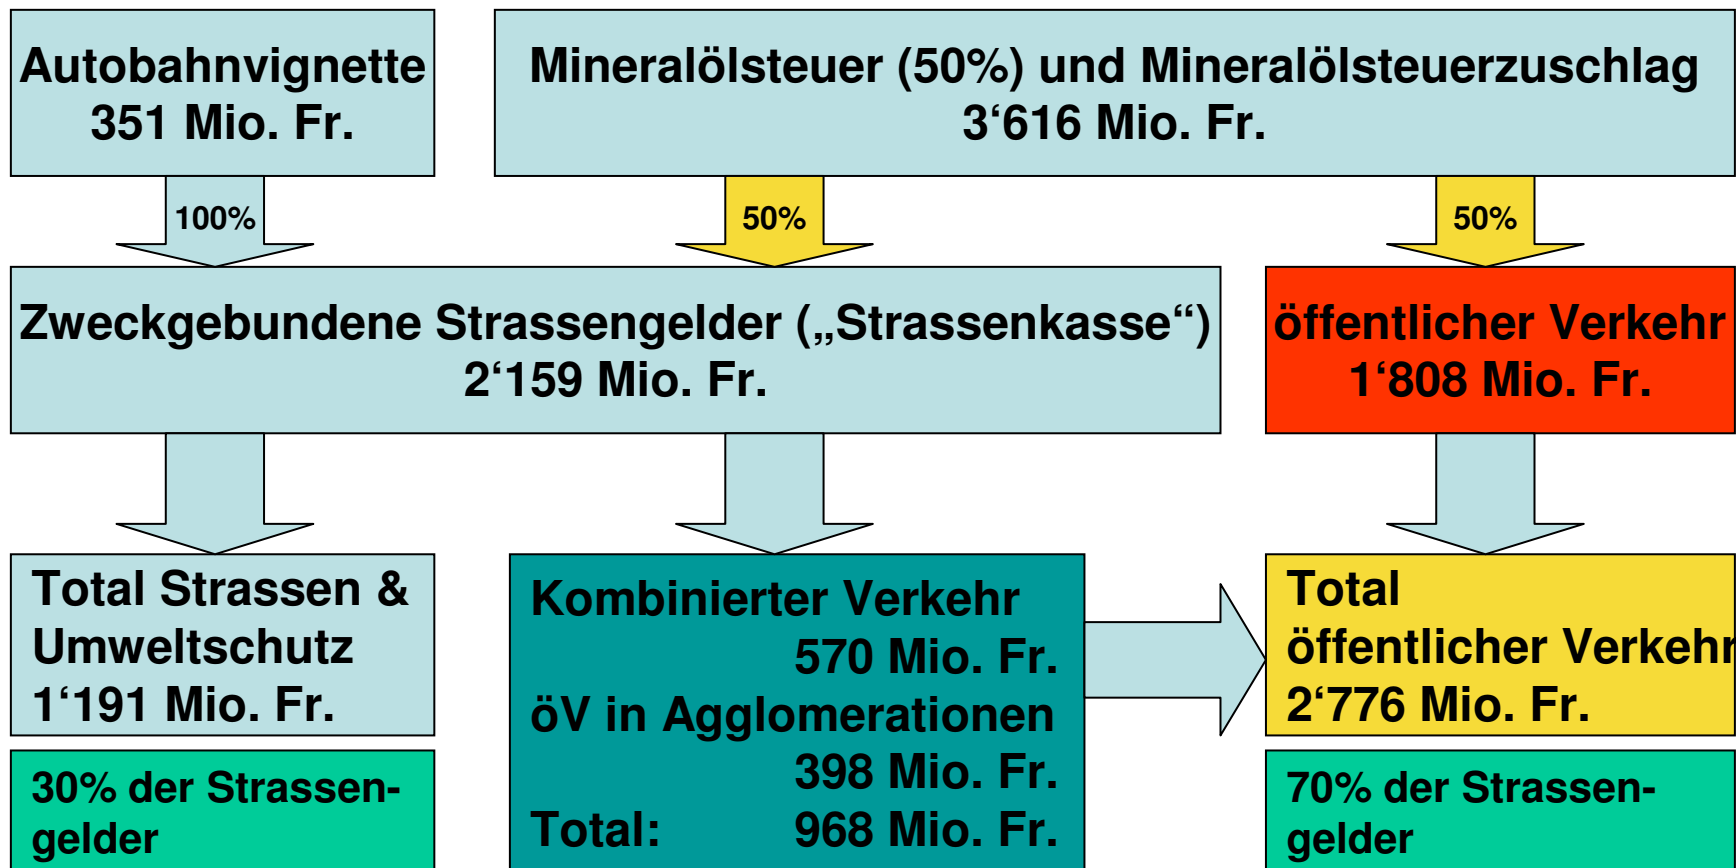 Autobahnvignette
351 Mio. Fr.
Mineralölsteuer (50%) und Mineralölsteuerzuschlag
3‘616 Mio. Fr.
100%
50%
50%
Zweckgebundene Strassengelder („Strassenkasse“)
2‘159 Mio. Fr.
öffentlicher Verkehr
1‘808 Mio. Fr.
Total Strassen &
Umweltschutz
1‘191 Mio. Fr.
Kombinierter Verkehr
570 Mio. Fr.
öV in Agglomerationen
398 Mio. Fr.
Total: 968 Mio. Fr.
Total
öffentlicher Verkehr
2‘776 Mio. Fr.
30% der Strassen-
gelder
70% der Strassen-
gelder